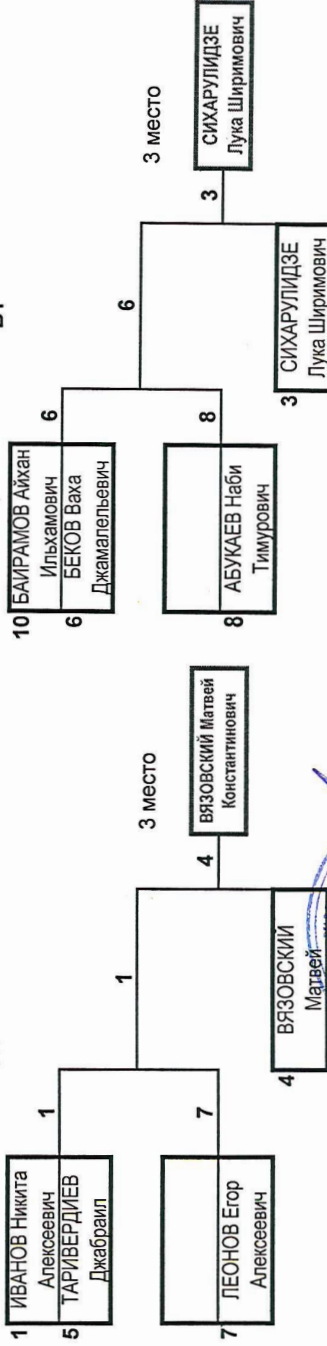 10
БАЙРАМОВ Айхан
Ильхамович
6
БЕКОВ Ваха
Джамалельевич
6
8
АБУКАЕВ Наби
Тимурович
8
6
3
СИХАРУЛИДЗЕ
Лука Ширимович
3
3 место
СИХАРУЛИДЗЕ
Лука Ширимович
1
ИВАНОВ Никита
Алексеевич
5
ТАРИВЕРДИЕВ
Джабраил
1
7
ЛЕОНОВ Егор
Алексеевич
7
1
4
ВЯЗОВСКИЙ
Матвей
4
3 место
ВЯЗОВСКИЙ Матвей
Константинович